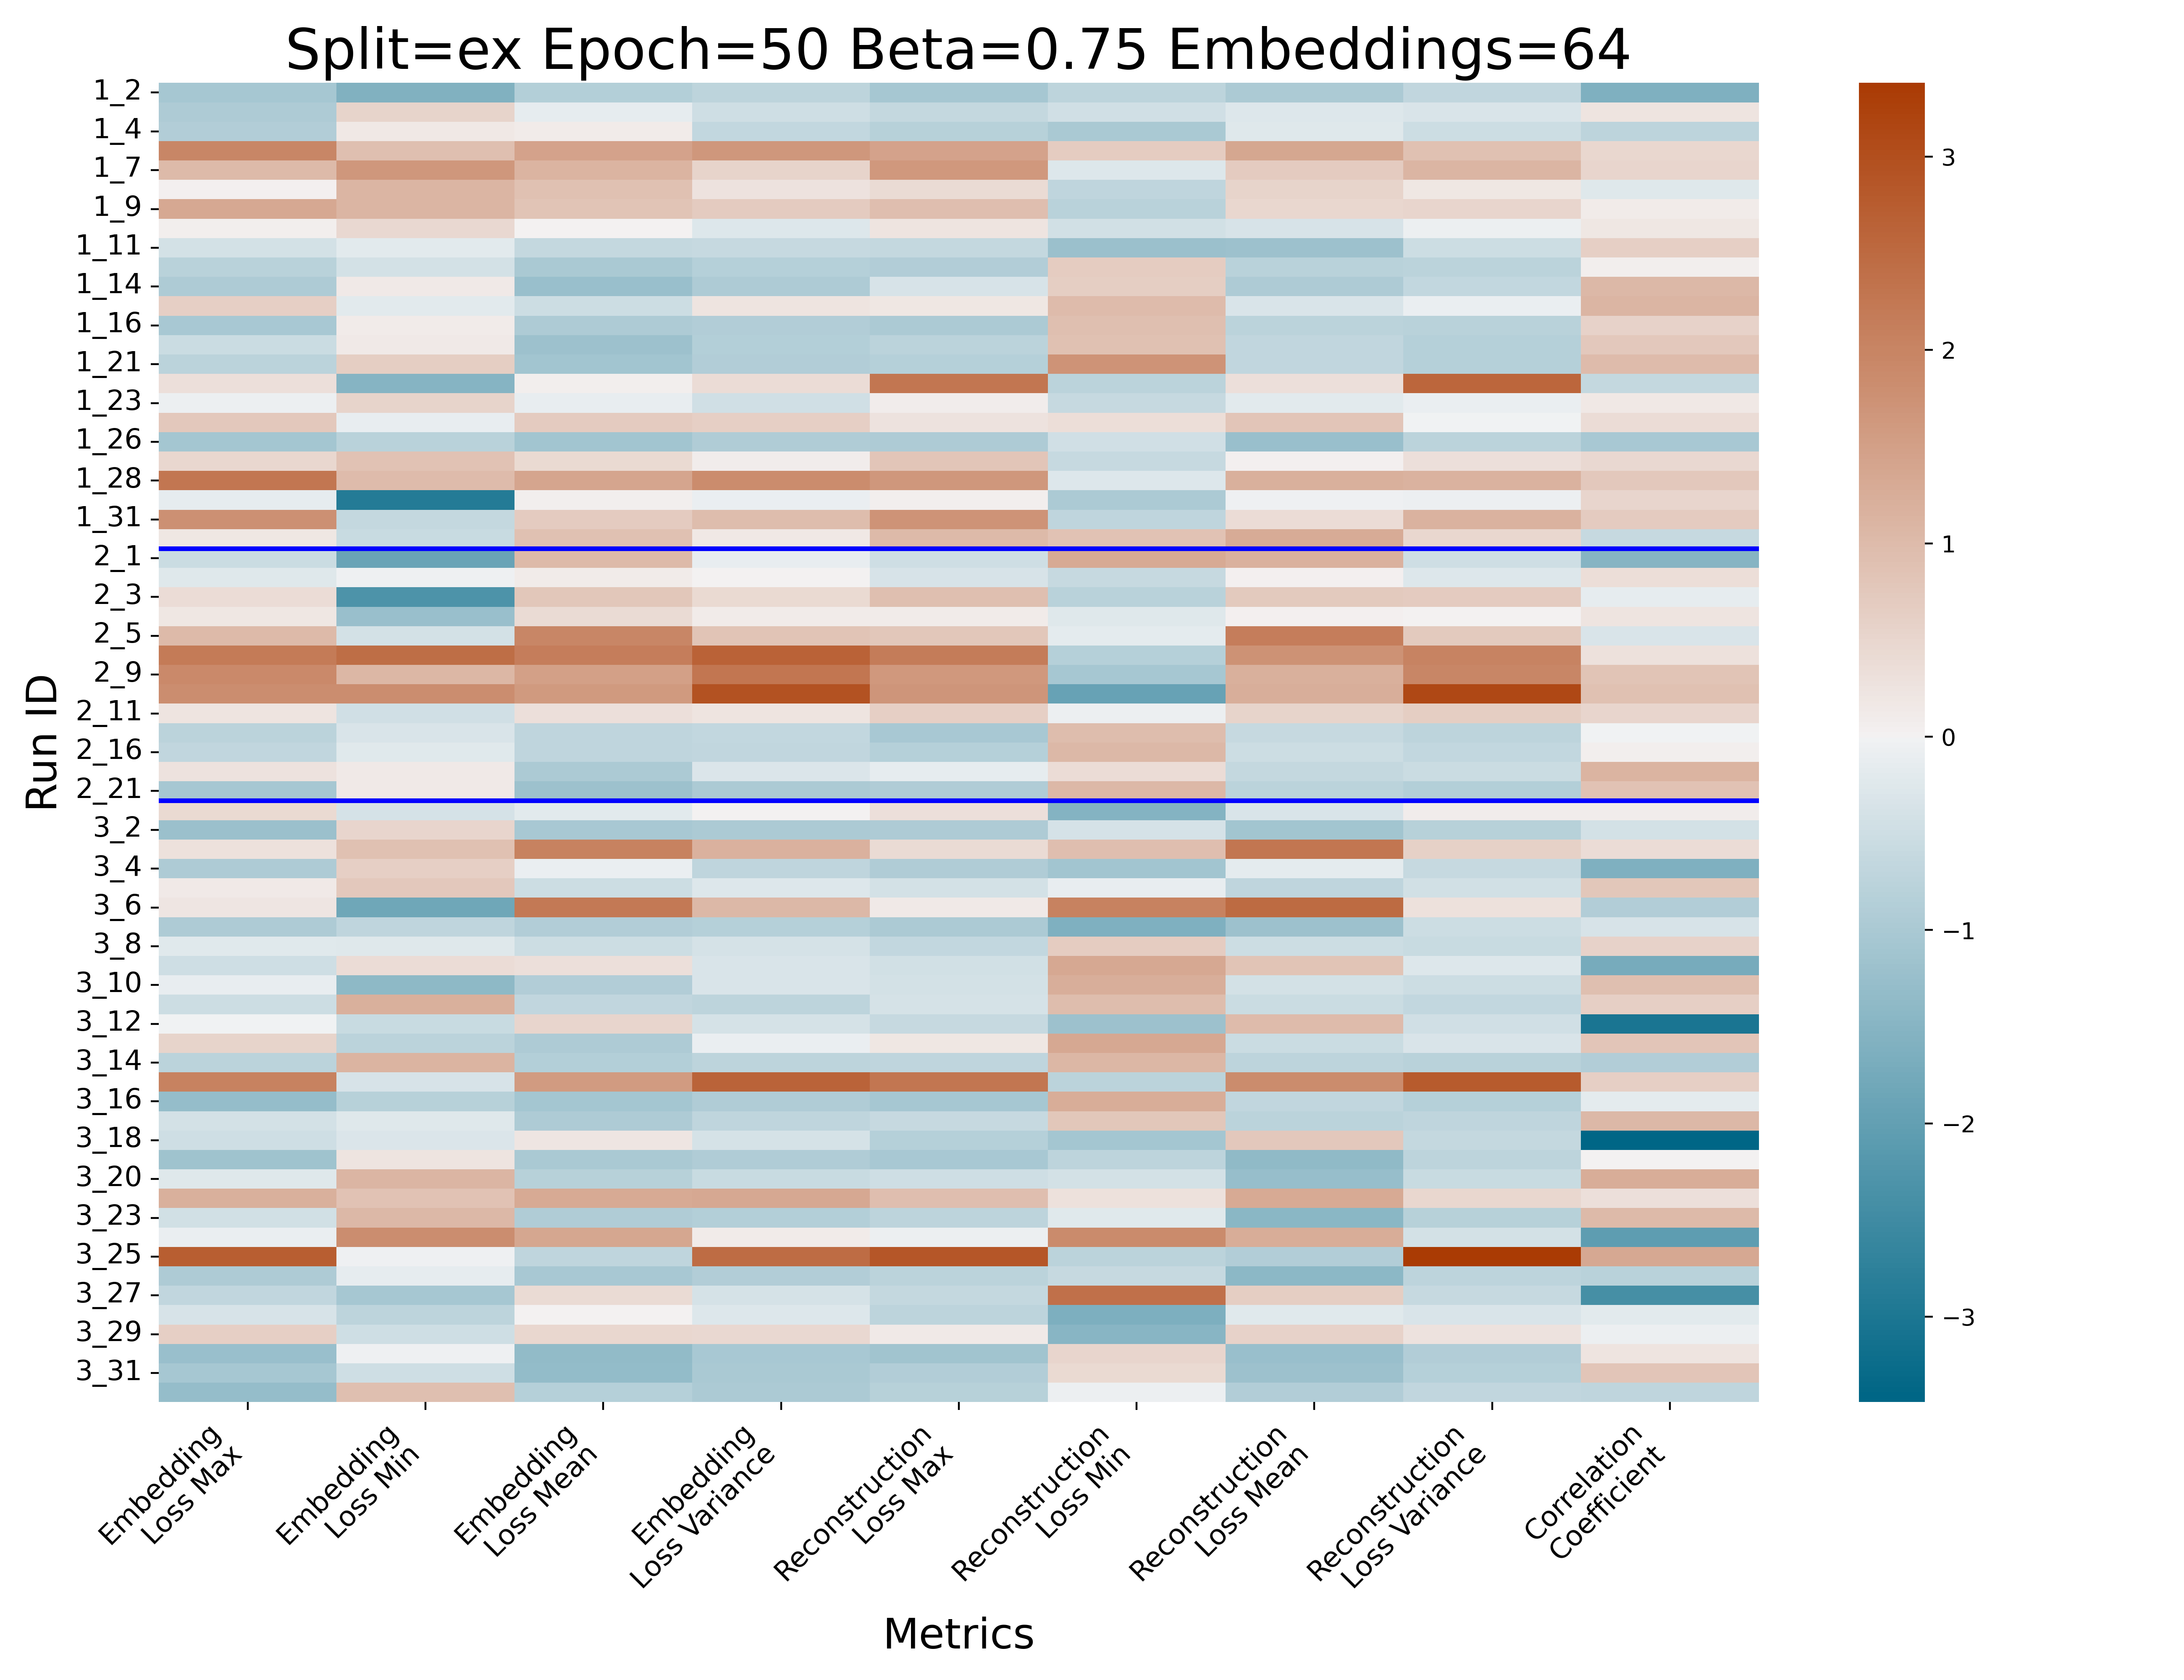 Split=ex Epoch=50 Beta=0.75 Embeddings=64
Run ID
1_2
1_4
1_7
1_9
1_11
1_14
1_16
1_21
1_23
1_26
1_28
1_31
2_1
2_3
2_5
2_9
2_11
2_16
2_21
3_2
3_4
3_6
3_8
3_10
3_12
3_14
3_16
3_18
3_20
3_23
3_25
3_27
3_29
3_31
Embedding
Loss Max
Embedding
Loss Min
Embedding
Loss Mean
Embedding
Loss Variance
Reconstruction
Loss Max
Reconstruction
Loss Min
Reconstruction
Loss Mean
Reconstruction
Loss Variance
Correlation
Coefficient
Metrics
3
2
1
0
−1
−2
−3